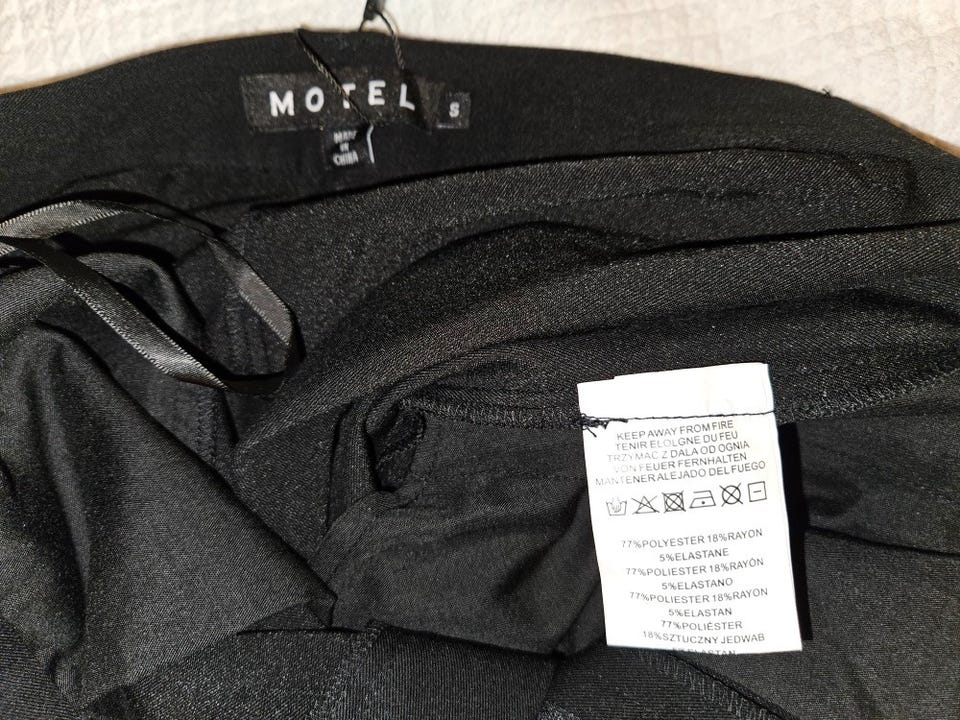 MOTEL
S
MADE
IN
CHINA
KEEP AWAY FROM FIRE
TENIR ELOLGNE DU FEU
TRZYMAC Z DALA OD OGNIA
VON FEUER FERNHALTEN
MANTENER ALEJADO DEL FUEGO
77%POLYESTER 18%RAYON
5%ELASTANE
77%POLIESTER 18%RAYÓN
5%ELASTANO
77%POLIESTER 18%RAYON
5%ELASTAN
77%POLIÉSTER
18%SZTUCZNY JEDWAB
ELASTAN